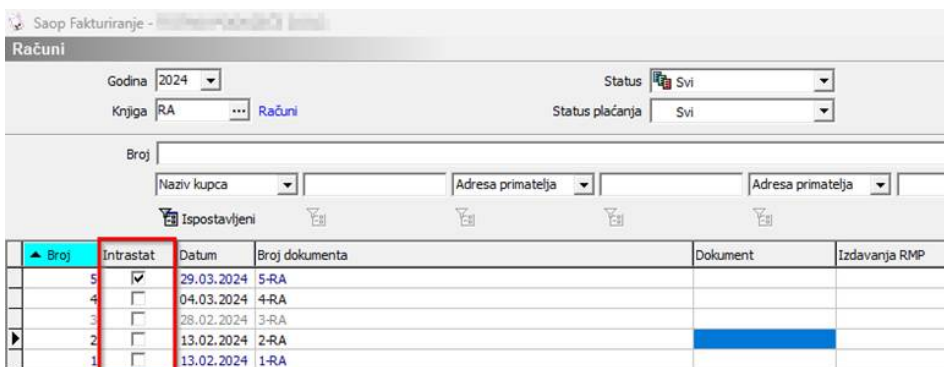 Saop Fakturiranje -
Računi
Godina 2024 Status Svi
Knjiga RA ... Računi Status plaćanja Svi
Broj
Naziv kupca Adresa primatelja Adresa primatelja
Ispostavljeni
Broj Intrastat Datum Broj dokumenta Dokument Izdavanja RMP
5 29.03.2024 5-RA
4 04.03.2024 4-RA
3 28.02.2024 3-RA
2 13.02.2024 2-RA
1 13.02.2024 1-RA